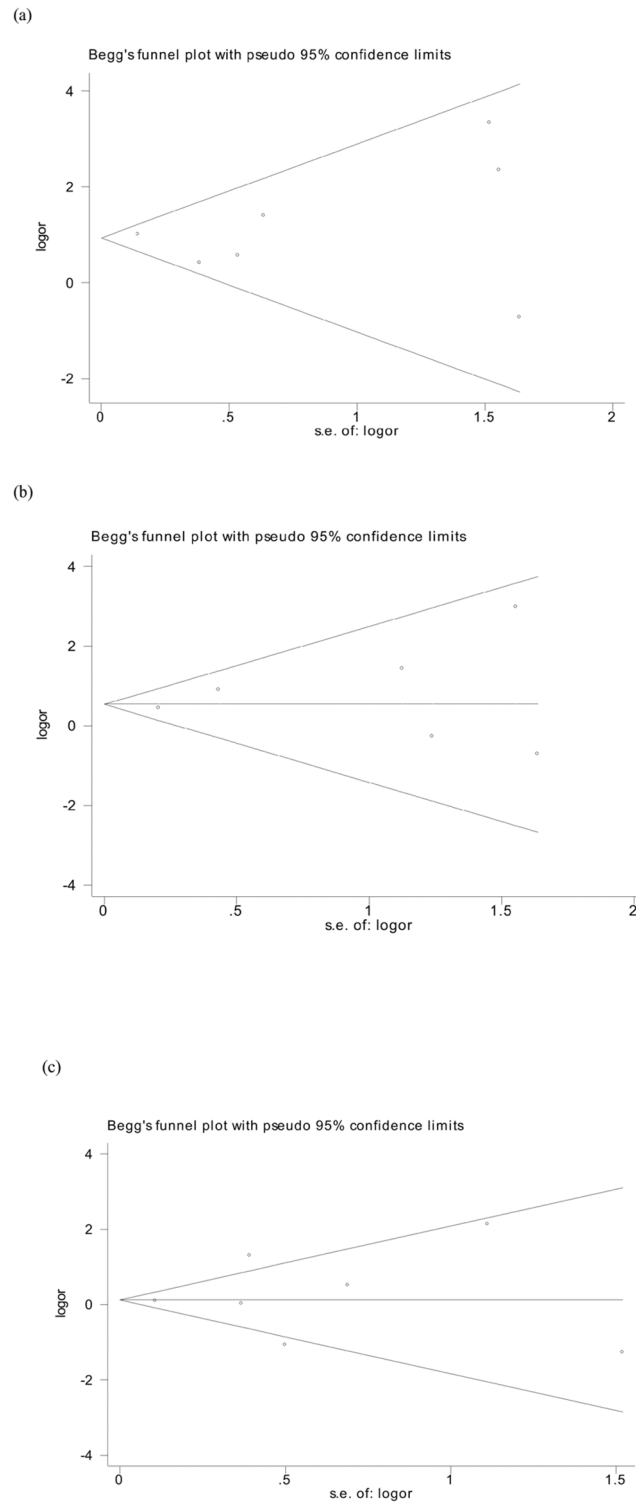 (a)
Begg's funnel plot with pseudo 95% confidence limits
4
2
0
-2
logor
0 .5 1 1.5 2
s.e. of: logor
(b)
Begg's funnel plot with pseudo 95% confidence limits
4
2
0
-2
-4
logor
0 .5 1 1.5 2
s.e. of: logor
(c)
Begg's funnel plot with pseudo 95% confidence limits
4
2
0
-2
-4
logor
0 .5 1 1.5
s.e. of: logor